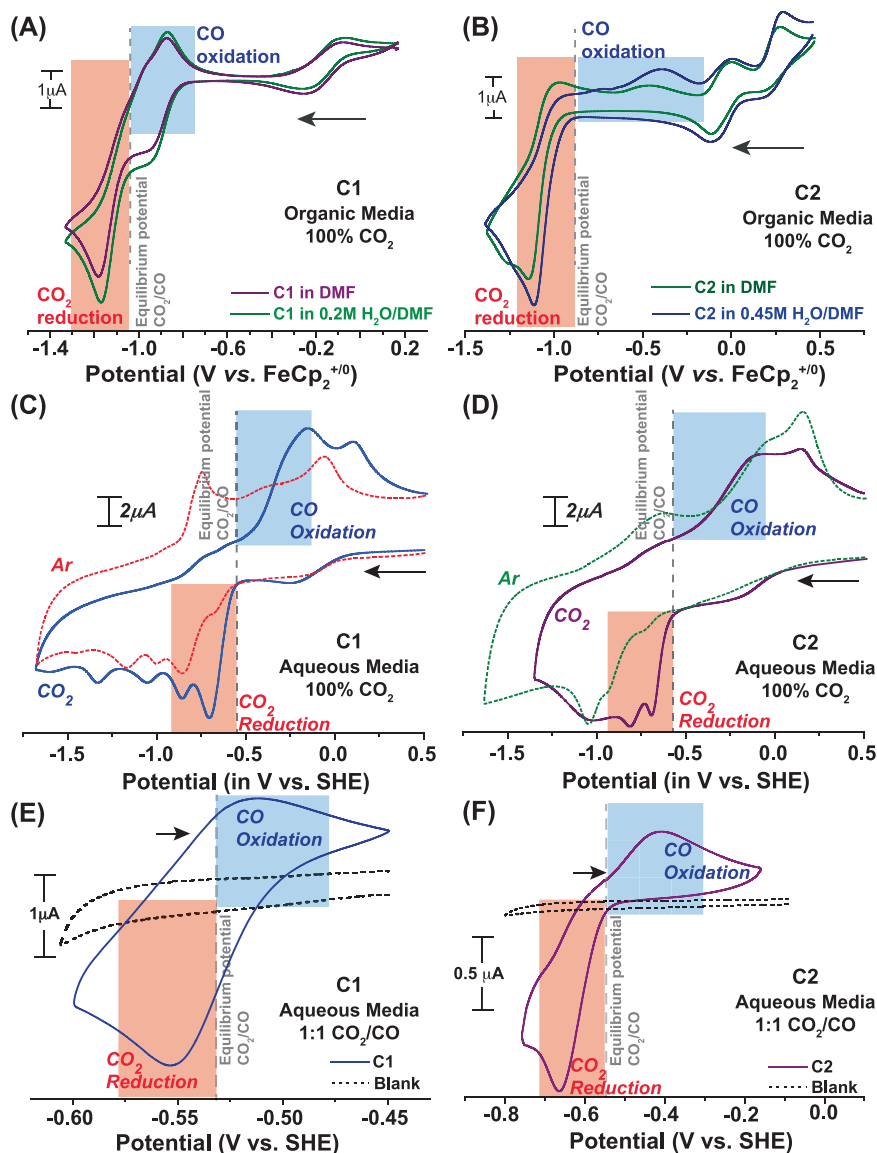 (A)
CO
oxidation
1µA
C1
Organic Media
100% CO₂
Equilibrium potential
CO₂/CO
CO₂
reduction
C1 in DMF
C1 in 0.2M H₂O/DMF
-1.4
-1.0
-0.6
-0.2
0.2
Potential (V vs. FeCp₂⁺/⁰)
(B)
CO
oxidation
1µA
C2
Organic Media
100% CO₂
Equilibrium potential
CO₂/CO
CO₂
reduction
C2 in DMF
C2 in 0.45M H₂O/DMF
-1.5
-1.0
-0.5
0.0
0.5
Potential (V vs. FeCp₂⁺/⁰)
(C)
Equilibrium potential
CO₂/CO
2µA
CO
Oxidation
Ar
CO₂
C1
Aqueous Media
100% CO₂
CO₂
Reduction
-1.5
-1.0
-0.5
0.0
0.5
Potential (in V vs. SHE)
(D)
Equilibrium potential
CO₂/CO
2µA
CO
Oxidation
Ar
CO₂
C2
Aqueous Media
100% CO₂
CO₂
Reduction
-1.5
-1.0
-0.5
0.0
0.5
Potential (in V vs. SHE)
(E)
CO
Oxidation
1µA
Equilibrium potential
CO₂/CO
C1
Aqueous Media
1:1 CO₂/CO
CO₂
Reduction
C1
Blank
-0.60
-0.55
-0.50
-0.45
Potential (V vs. SHE)
(F)
CO
Oxidation
0.5 µA
Equilibrium potential
CO₂/CO
C2
Aqueous Media
1:1 CO₂/CO
CO₂
Reduction
C2
Blank
-0.8
-0.6
-0.4
-0.2
0.0
Potential (V vs. SHE)